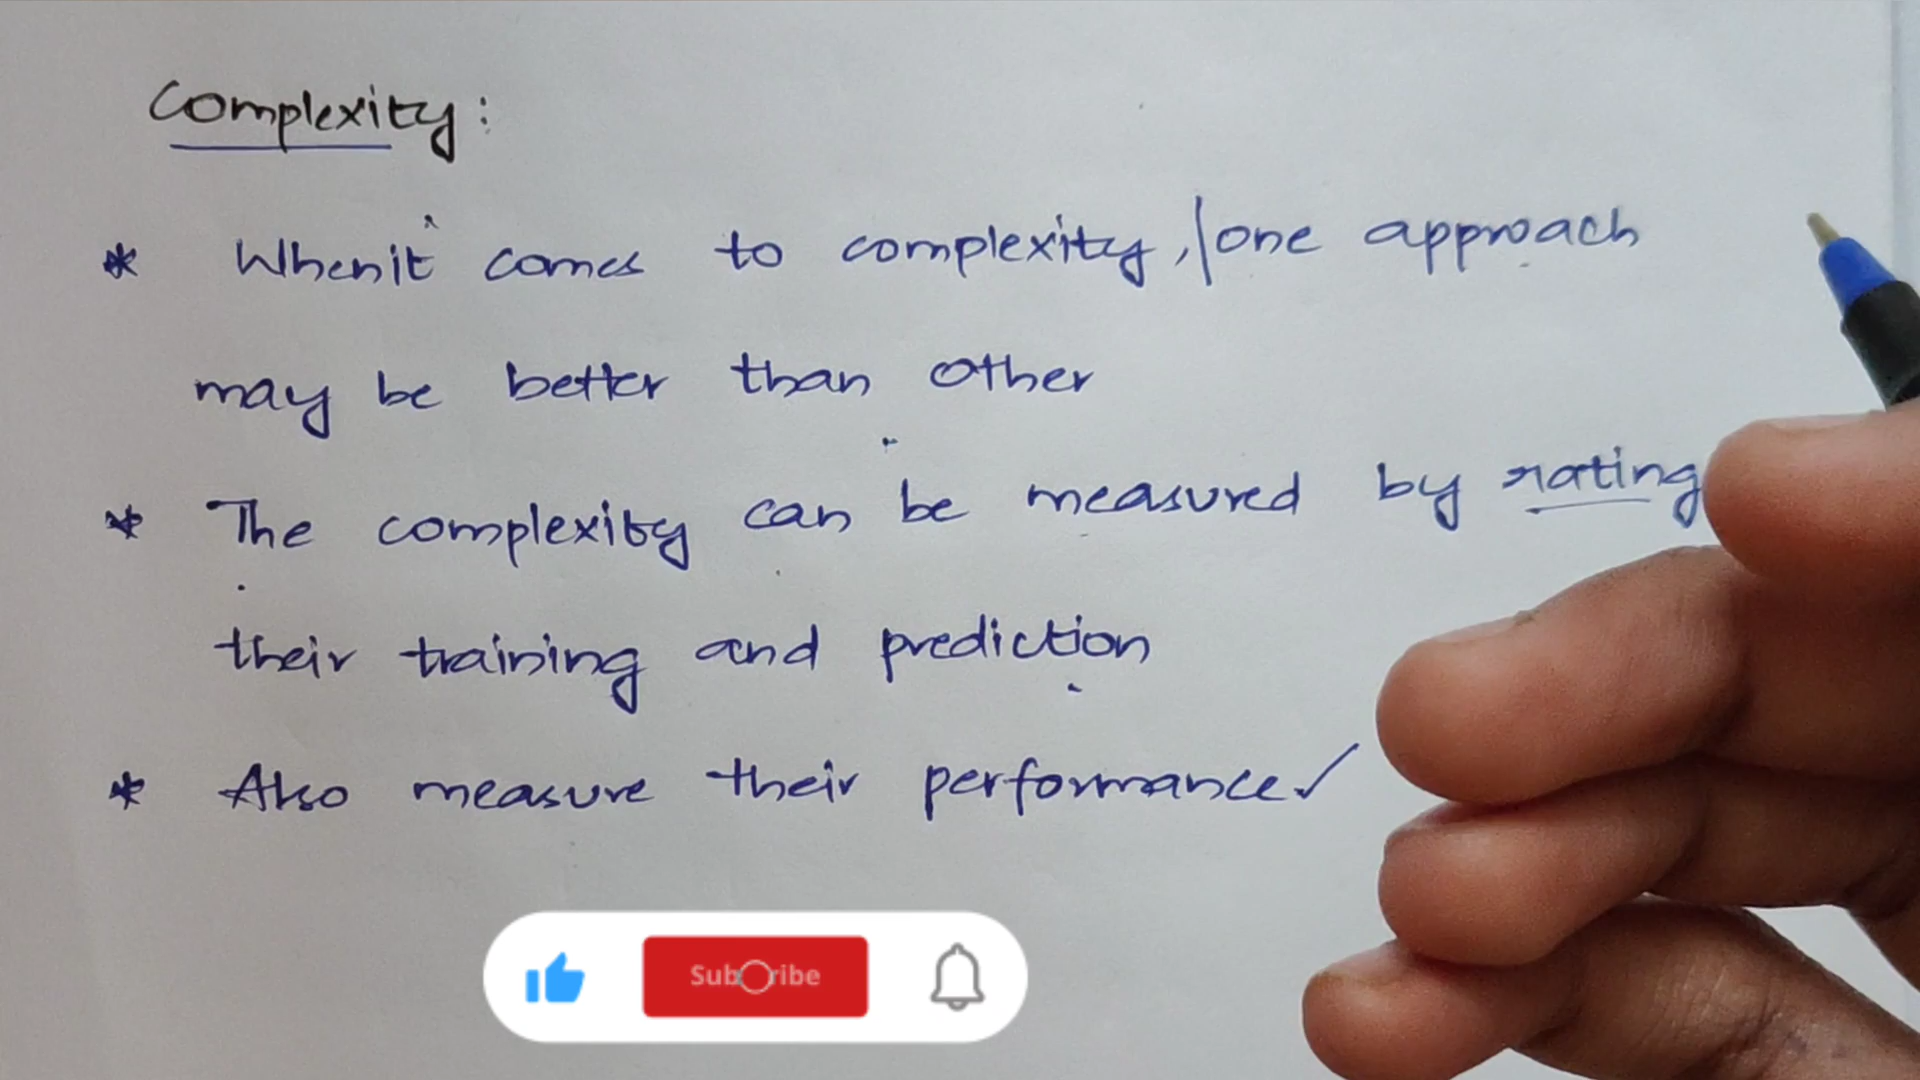 Complexity:
* When it comes to complexity, one approach
may be better than other
* The complexity can be measured by rating
their training and prediction
* Also measure their performance✓
Subscribe